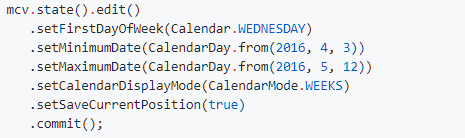 mcv.state().edit()
.setFirstDayOfWeek(Calendar.WEDNESDAY)
.setMinimumDate(CalendarDay.from(2016, 4, 3))
.setMaximumDate(CalendarDay.from(2016, 5, 12))
.setCalendarDisplayMode(CalendarMode.WEEKS)
.setSaveCurrentPosition(true)
.commit();